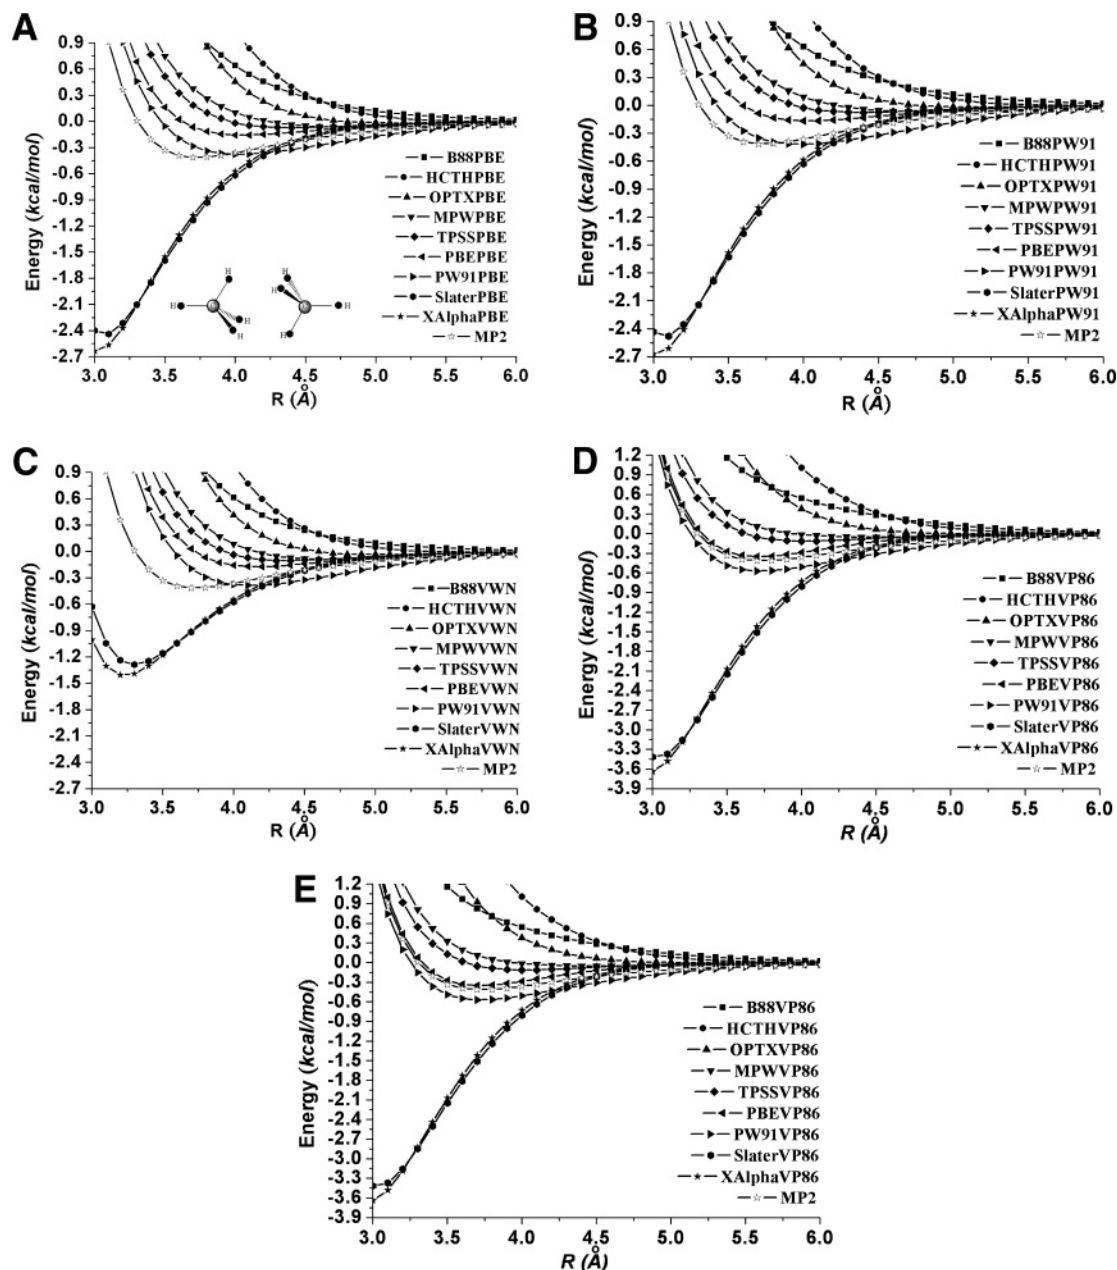 A
Energy (kcal/mol)
0.9
0.6
0.3
0.0
-0.3
-0.6
-0.9
-1.2
-1.5
-1.8
-2.1
-2.4
-2.7
B88PBE
HCTHPBE
OPTXPBE
MPWPBE
TPSSPBE
PBEPBE
PW91PBE
SlaterPBE
XAlphaPBE
MP2
H
H
H
H
H
H
H
H
3.0 3.5 4.0 4.5 5.0 5.5 6.0
R (Å)
B
Energy (kcal/mol)
0.9
0.6
0.3
0.0
-0.3
-0.6
-0.9
-1.2
-1.5
-1.8
-2.1
-2.4
-2.7
B88PW91
HCTHPW91
OPTXPW91
MPWPW91
TPSSPW91
PBEPW91
PW91PW91
SlaterPW91
XAlphaPW91
MP2
3.0 3.5 4.0 4.5 5.0 5.5 6.0
R (Å)
C
Energy (kcal/mol)
0.9
0.6
0.3
0.0
-0.3
-0.6
-0.9
-1.2
-1.5
-1.8
-2.1
-2.4
-2.7
B88VWN
HCTHVWN
OPTXVWN
MPWVWN
TPSSVWN
PBEVWN
PW91VWN
SlaterVWN
XAlphaVWN
MP2
3.0 3.5 4.0 4.5 5.0 5.5 6.0
R (Å)
D
Energy (kcal/mol)
1.2
0.9
0.6
0.3
0.0
-0.3
-0.6
-0.9
-1.2
-1.5
-1.8
-2.1
-2.4
-2.7
-3.0
-3.3
-3.6
-3.9
B88VP86
HCTHVP86
OPTXVP86
MPWVP86
TPSSVP86
PBEVP86
PW91VP86
SlaterVP86
XAlphaVP86
MP2
3.0 3.5 4.0 4.5 5.0 5.5 6.0
R (Å)
E
Energy (kcal/mol)
1.2
0.9
0.6
0.3
0.0
-0.3
-0.6
-0.9
-1.2
-1.5
-1.8
-2.1
-2.4
-2.7
-3.0
-3.3
-3.6
-3.9
B88VP86
HCTHVP86
OPTXVP86
MPWVP86
TPSSVP86
PBEVP86
PW91VP86
SlaterVP86
XAlphaVP86
MP2
3.0 3.5 4.0 4.5 5.0 5.5 6.0
R (Å)